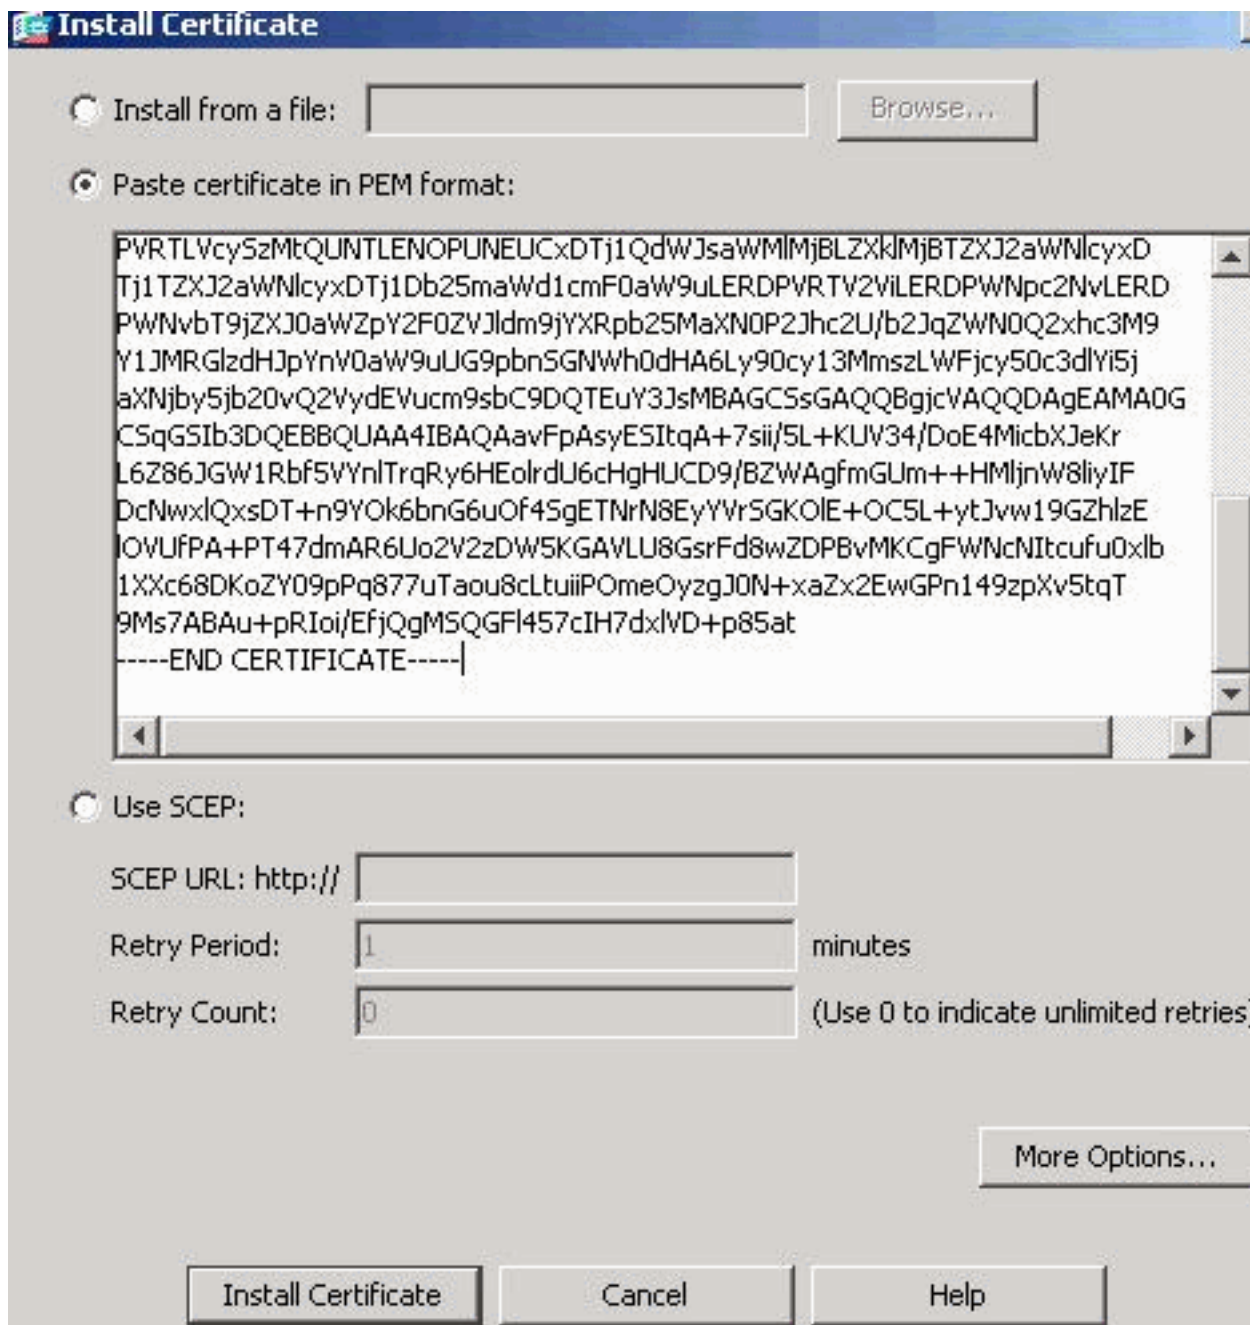 Install Certificate
Install from a file:
Browse...
Paste certificate in PEM format:
PVRTLVcySzMtQUNTLENOPUNEUCxDTj1QdWJsaWMlMjBLZXklMjBTZXJ2aWNlcyxD
Tj1TZXJ2aWNlcyxDTj1Db25maWd1cmF0aW9uLERDPVRTV2ViLERDPWNpc2NvLERD
PWNvbT9jZXJ0aWZpY2F0ZVJldm9jYXRpb25MaXN0P2Jhc2U/b2JqZWN0Q2xhc3M9
Y1JMRGlzdHJpYnV0aW9uUG9pbnSGNWh0dHA6Ly90cy13MmszLWFjcy50c3dlYi5j
aXNjby5jb20vQ2VydEVucm9sbC9DQTEuY3JsMBAGCSsGAQQBgjcVAQQDAgEAMA0G
CSqGSIb3DQEBBQUAA4IBAQAavFpAsyESItqA+7sii/5L+KUV34/DoE4MicbXJeKr
L6Z86JGW1Rbf5VYnlTrqRy6HEolrdU6cHgHUCD9/BZWAgfmGUm++HMljnW8liyIF
DcNwxlQxsDT+n9YOk6bnG6uOf4SgETNrN8EyYVrSGKOlE+OC5L+ytJvw19GZhlzE
lOVUfPA+PT47dmAR6Uo2V2zDW5KGAVLU8GsrFd8wZDPBvMKCgFWNcNItcufu0xlb
1XXc68DKoZY09pPq877uTaou8cLtuiiPOmeOyzgJ0N+xaZx2EwGPn149zpXv5tqT
9Ms7ABAu+pRIoi/EfjQgMSQGFl457cIH7dxlVD+p85at
-----END CERTIFICATE-----
Use SCEP:
SCEP URL: http://
Retry Period: 1 minutes
Retry Count: 0 (Use 0 to indicate unlimited retries)
More Options...
Install Certificate Cancel Help